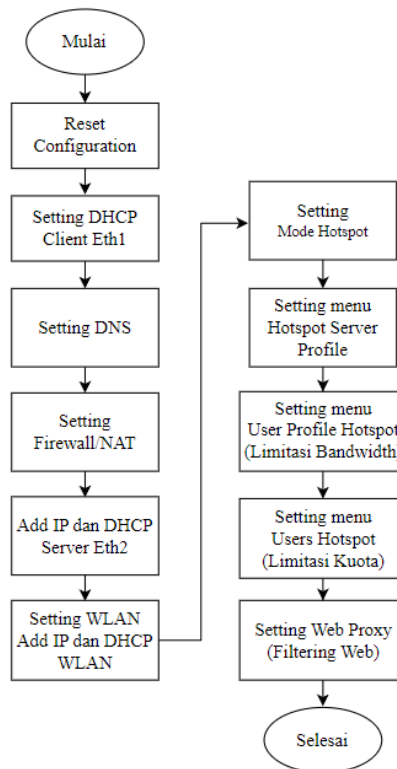 Mulai
Reset
Configuration
Setting DHCP
Client Eth1
Setting DNS
Setting
Firewall/NAT
Add IP dan DHCP
Server Eth2
Setting WLAN
Add IP dan DHCP
WLAN
Setting
Mode Hotspot
Setting menu
Hotspot Server
Profile
Setting menu
User Profile Hotspot
(Limitasi Bandwidth)
Setting menu
Users Hotspot
(Limitasi Kuota)
Setting Web Proxy
(Filtering Web)
Selesai